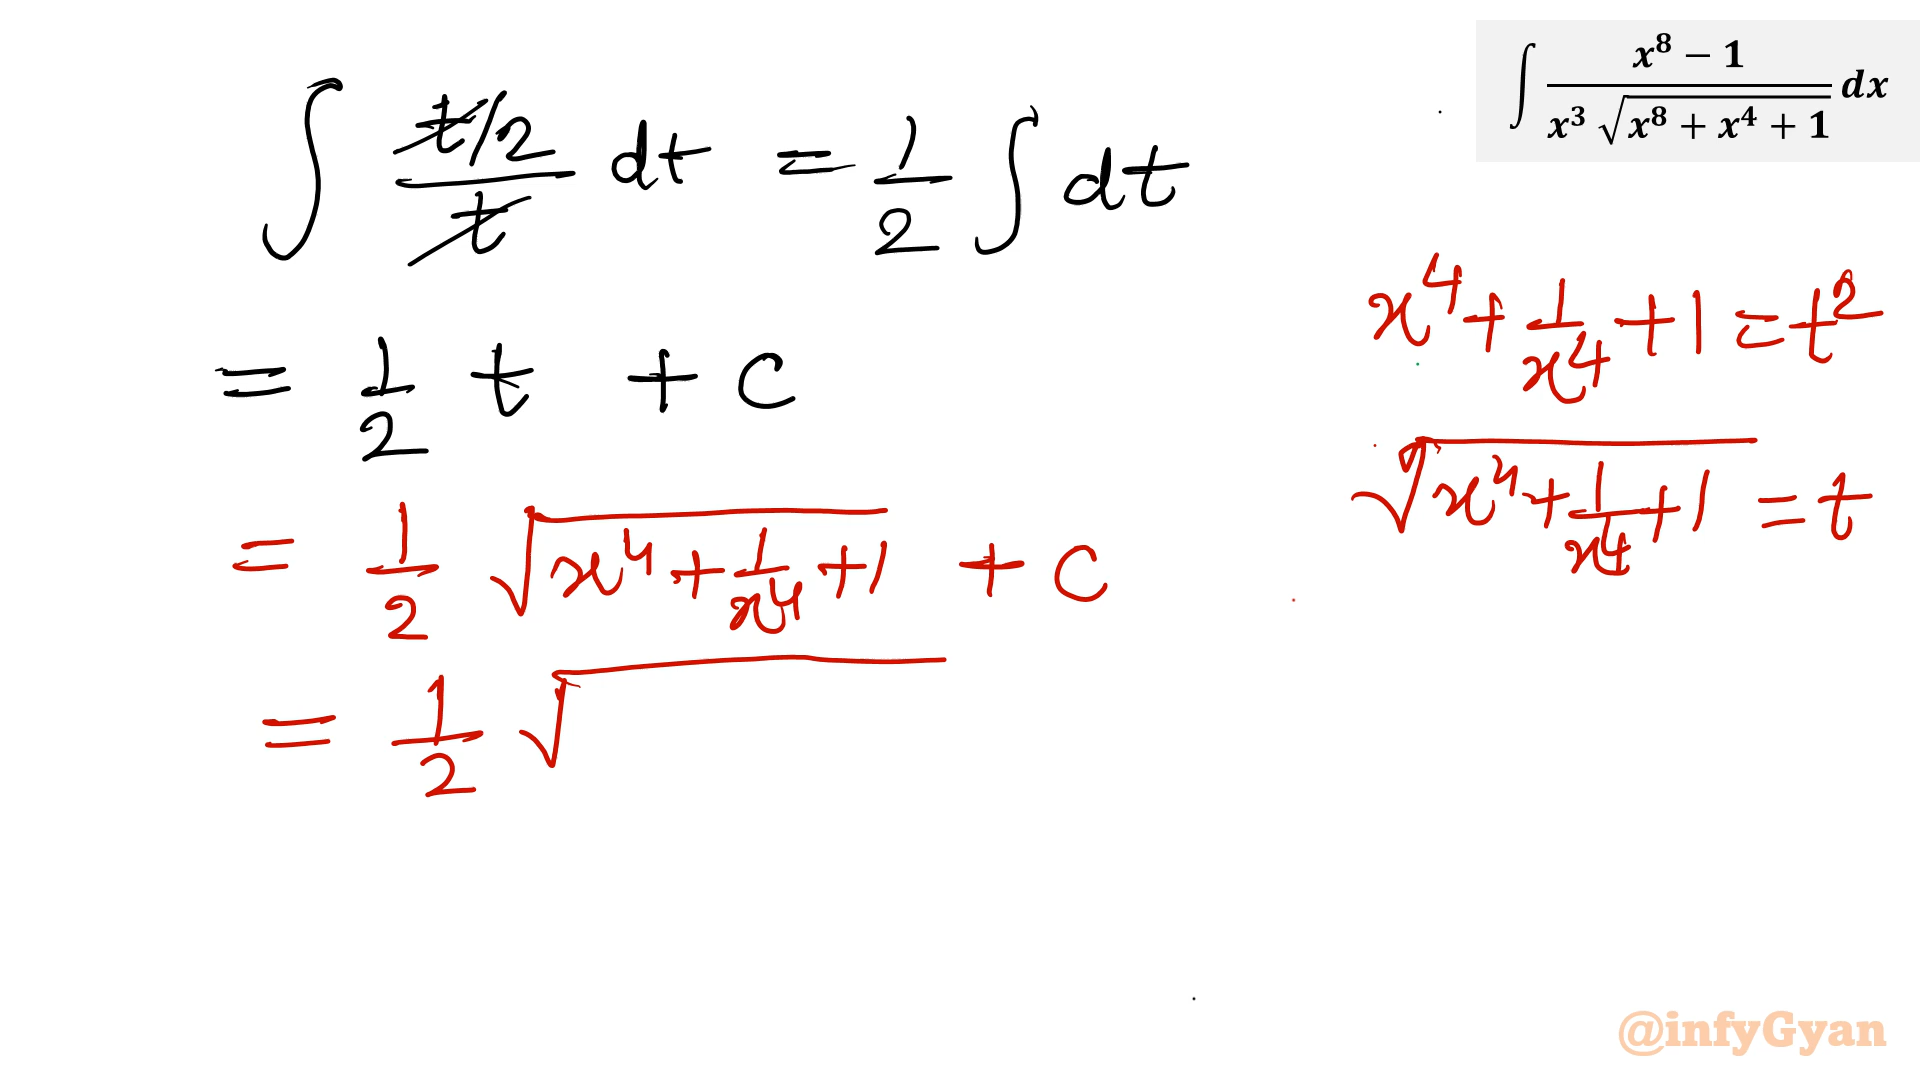 ∫ (x⁸ − 1)/(x³ √(x⁸ + x⁴ + 1)) dx
∫ (t/2)/t dt = 1/2 ∫ dt
= 1/2 t + C
= 1/2 √(x⁴ + 1/x⁴ + 1) + C
= 1/2 √
x⁴ + 1/x⁴ + 1 = t²
√(x⁴ + 1/x⁴ + 1) = t
@infyGyan